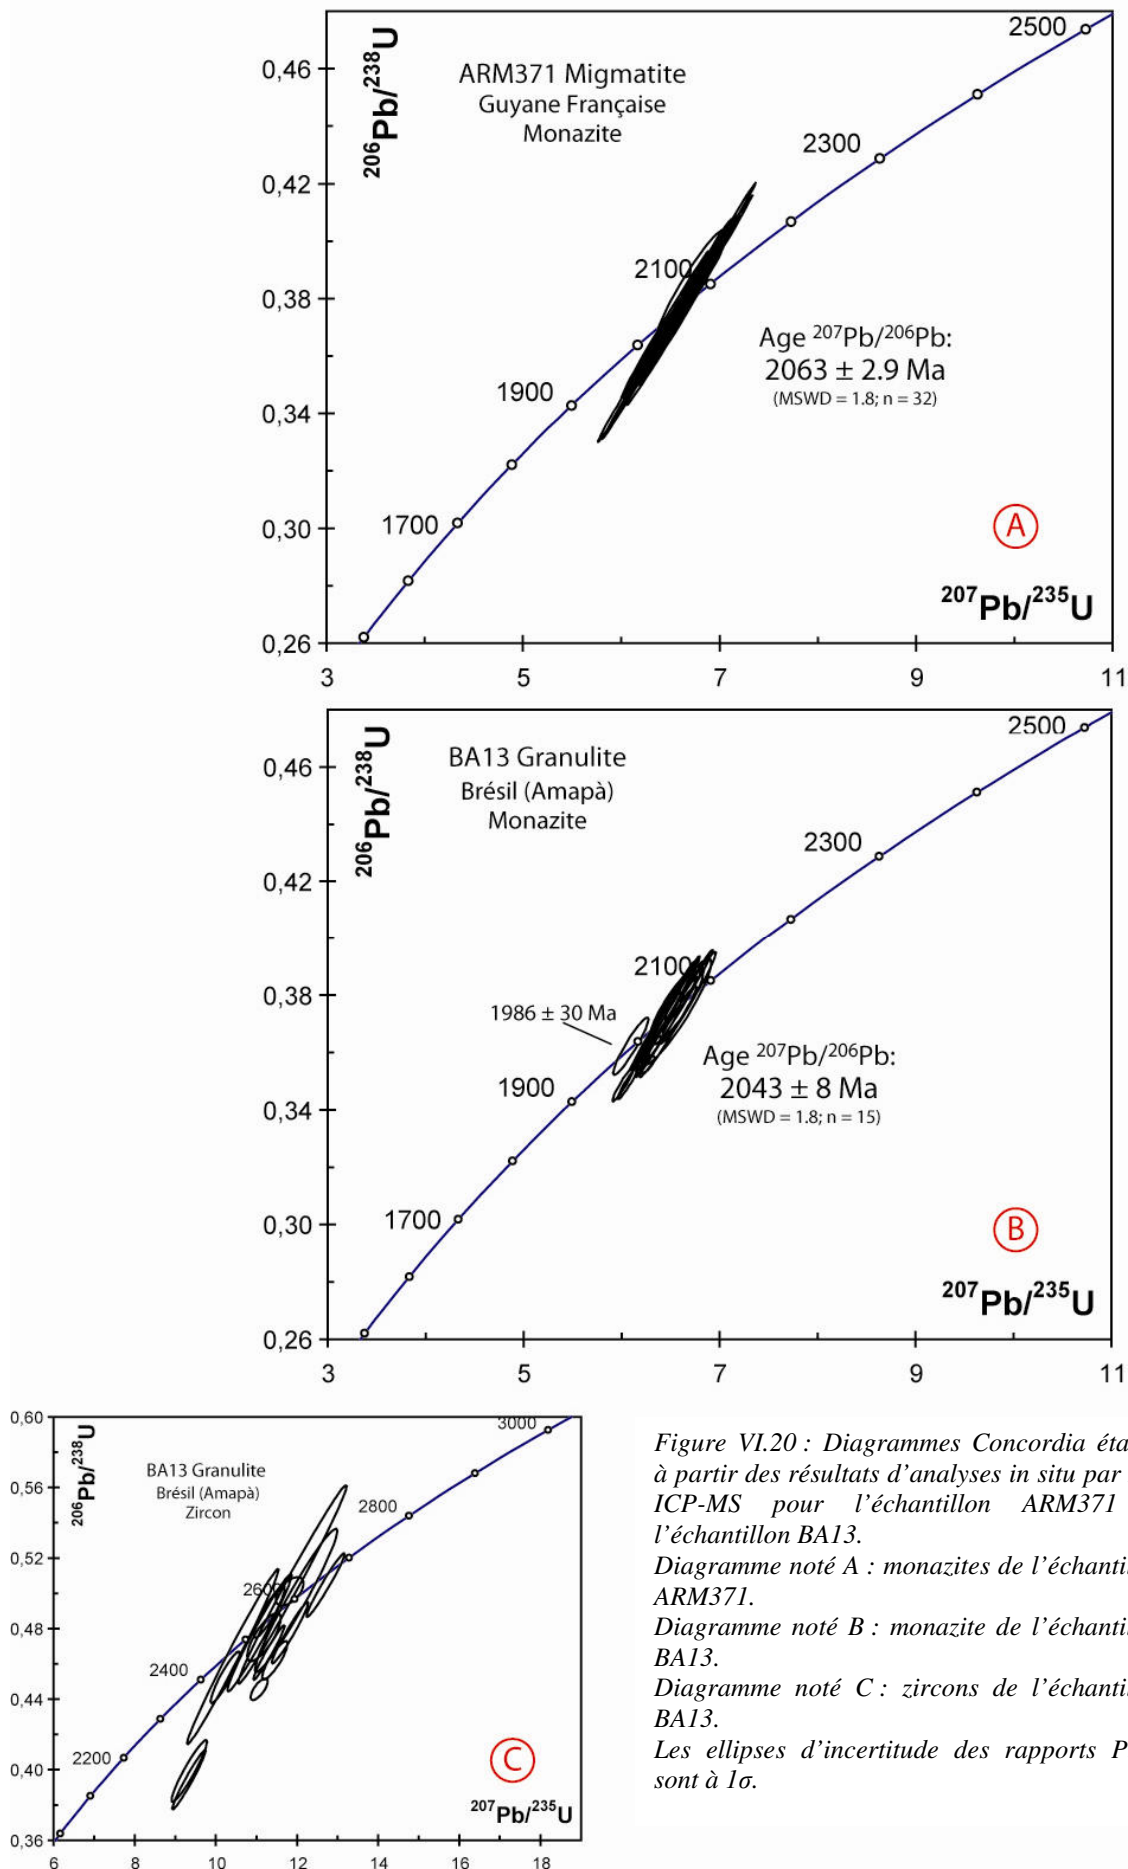 206Pb/238U
ARM371 Migmatite
Guyane Française
Monazite
2500
2300
2100
1900
1700
0,46
0,42
0,38
0,34
0,30
0,26
Age 207Pb/206Pb:
2063 ± 2.9 Ma
(MSWD = 1.8; n = 32)
A
207Pb/235U
3 5 7 9 11
206Pb/238U
BA13 Granulite
Brésil (Amapà)
Monazite
2500
2300
2100
1986 ± 30 Ma
1900
1700
0,46
0,42
0,38
0,34
0,30
0,26
Age 207Pb/206Pb:
2043 ± 8 Ma
(MSWD = 1.8; n = 15)
B
207Pb/235U
3 5 7 9 11
206Pb/238U
BA13 Granulite
Brésil (Amapà)
Zircon
3000
2800
2600
2400
2200
0,60
0,56
0,52
0,48
0,44
0,40
0,36
C
207Pb/235U
6 8 10 12 14 16 18
Figure VI.20 : Diagrammes Concordia éta
à partir des résultats d'analyses in situ par
ICP-MS pour l'échantillon ARM371
l'échantillon BA13.
Diagramme noté A : monazites de l'échantil
ARM371.
Diagramme noté B : monazite de l'échantil
BA13.
Diagramme noté C : zircons de l'échantil
BA13.
Les ellipses d'incertitude des rapports P
sont à 1σ.